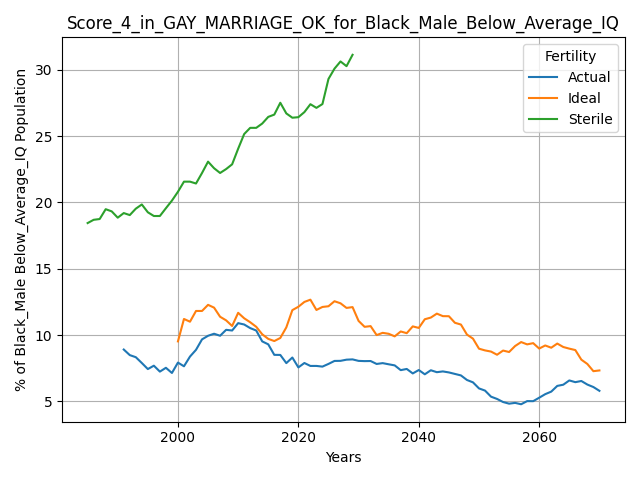 Score_4_in_GAY_MARRIAGE_OK_for_Black_Male_Below_Average_IQ
% of Black_Male Below_Average_IQ Population
30
25
20
15
10
5
2000
2020
2040
2060
Years
Fertility
Actual
Ideal
Sterile